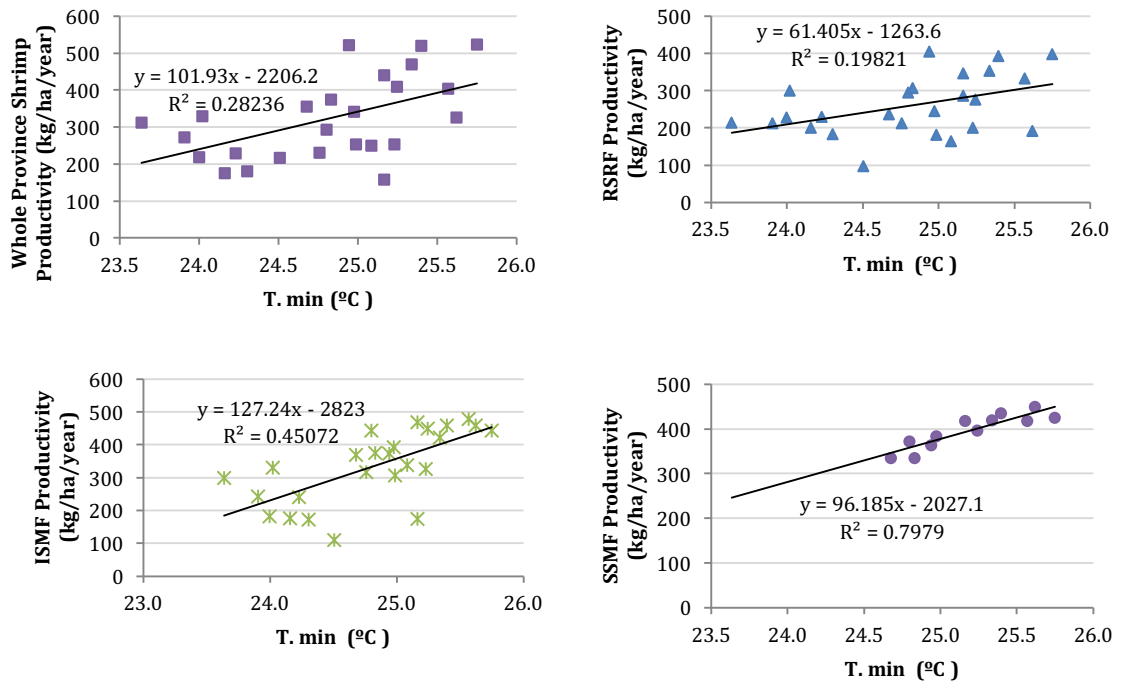 Whole Province Shrimp
Productivity (kg/ha/year)
600
500
400
300
200
100
0
y = 101.93x - 2206.2
R² = 0.28236
23.5 24.0 24.5 25.0 25.5 26.0
T. min (ºC )
RSRF Productivity
(kg/ha/year)
500
400
300
200
100
0
y = 61.405x - 1263.6
R² = 0.19821
23.5 24.0 24.5 25.0 25.5 26.0
T. min (ºC )
ISMF Productivity
(kg/ha/year)
600
500
400
300
200
100
0
y = 127.24x - 2823
R² = 0.45072
23.0 24.0 25.0 26.0
T. min (ºC )
SSMF Productivity
(kg/ha/year)
500
400
300
200
100
0
y = 96.185x - 2027.1
R² = 0.7979
23.5 24.0 24.5 25.0 25.5 26.0
T. min (ºC )